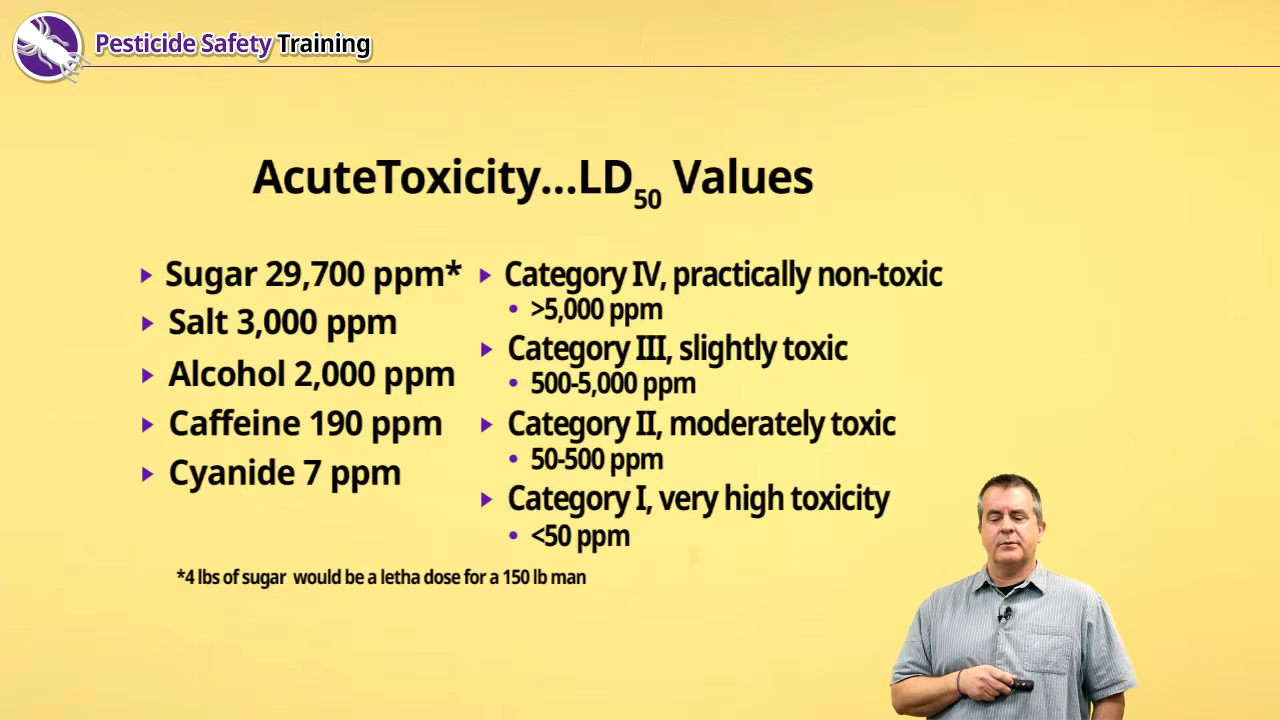 Pesticide Safety Training
AcuteToxicity...LD50 Values
Sugar 29,700 ppm*
Salt 3,000 ppm
Alcohol 2,000 ppm
Caffeine 190 ppm
Cyanide 7 ppm
Category IV, practically non-toxic
>5,000 ppm
Category III, slightly toxic
500-5,000 ppm
Category II, moderately toxic
50-500 ppm
Category I, very high toxicity
<50 ppm
*4 lbs of sugar would be a letha dose for a 150 lb man